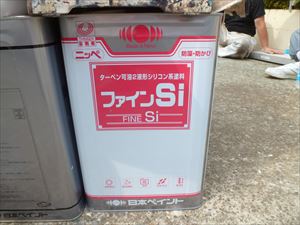 ニッペ
防藻・防かび
ターペン可溶2液形シリコン系塗料
ファインSi
FINE Si
日本ペイント